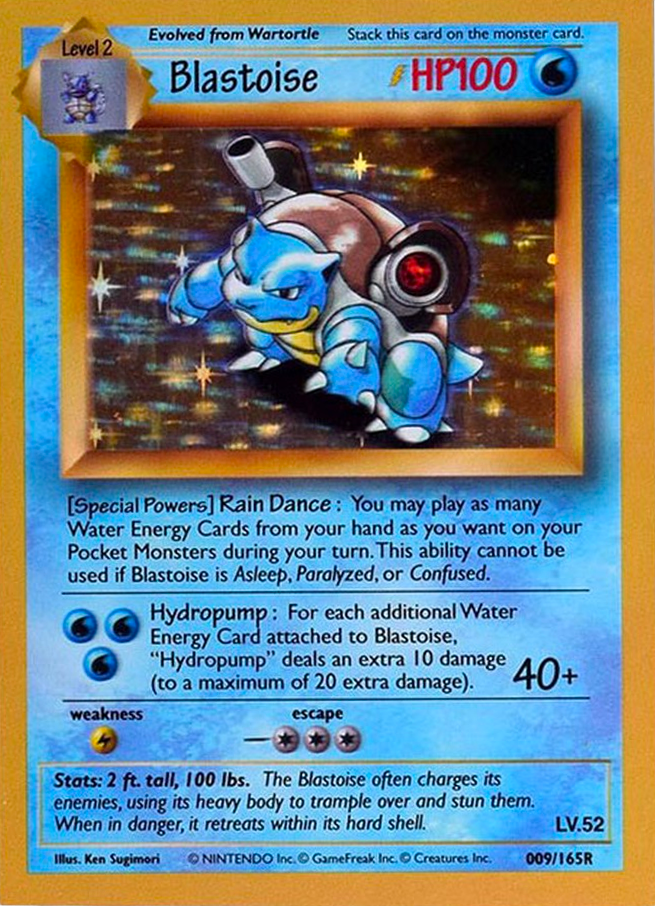 Evolved from Wartortle Stack this card on the monster card.
Level 2
Blastoise HP100
[Special Powers] Rain Dance : You may play as many
Water Energy Cards from your hand as you want on your
Pocket Monsters during your turn. This ability cannot be
used if Blastoise is Asleep, Paralyzed, or Confused.
Hydropump : For each additional Water
Energy Card attached to Blastoise,
"Hydropump" deals an extra 10 damage
(to a maximum of 20 extra damage). 40+
weakness escape
Stats: 2 ft. tall, 100 lbs. The Blastoise often charges its
enemies, using its heavy body to trample over and stun them.
When in danger, it retreats within its hard shell. LV.52
Illus. Ken Sugimori © NINTENDO Inc. © GameFreak Inc. © Creatures Inc. 009/165R